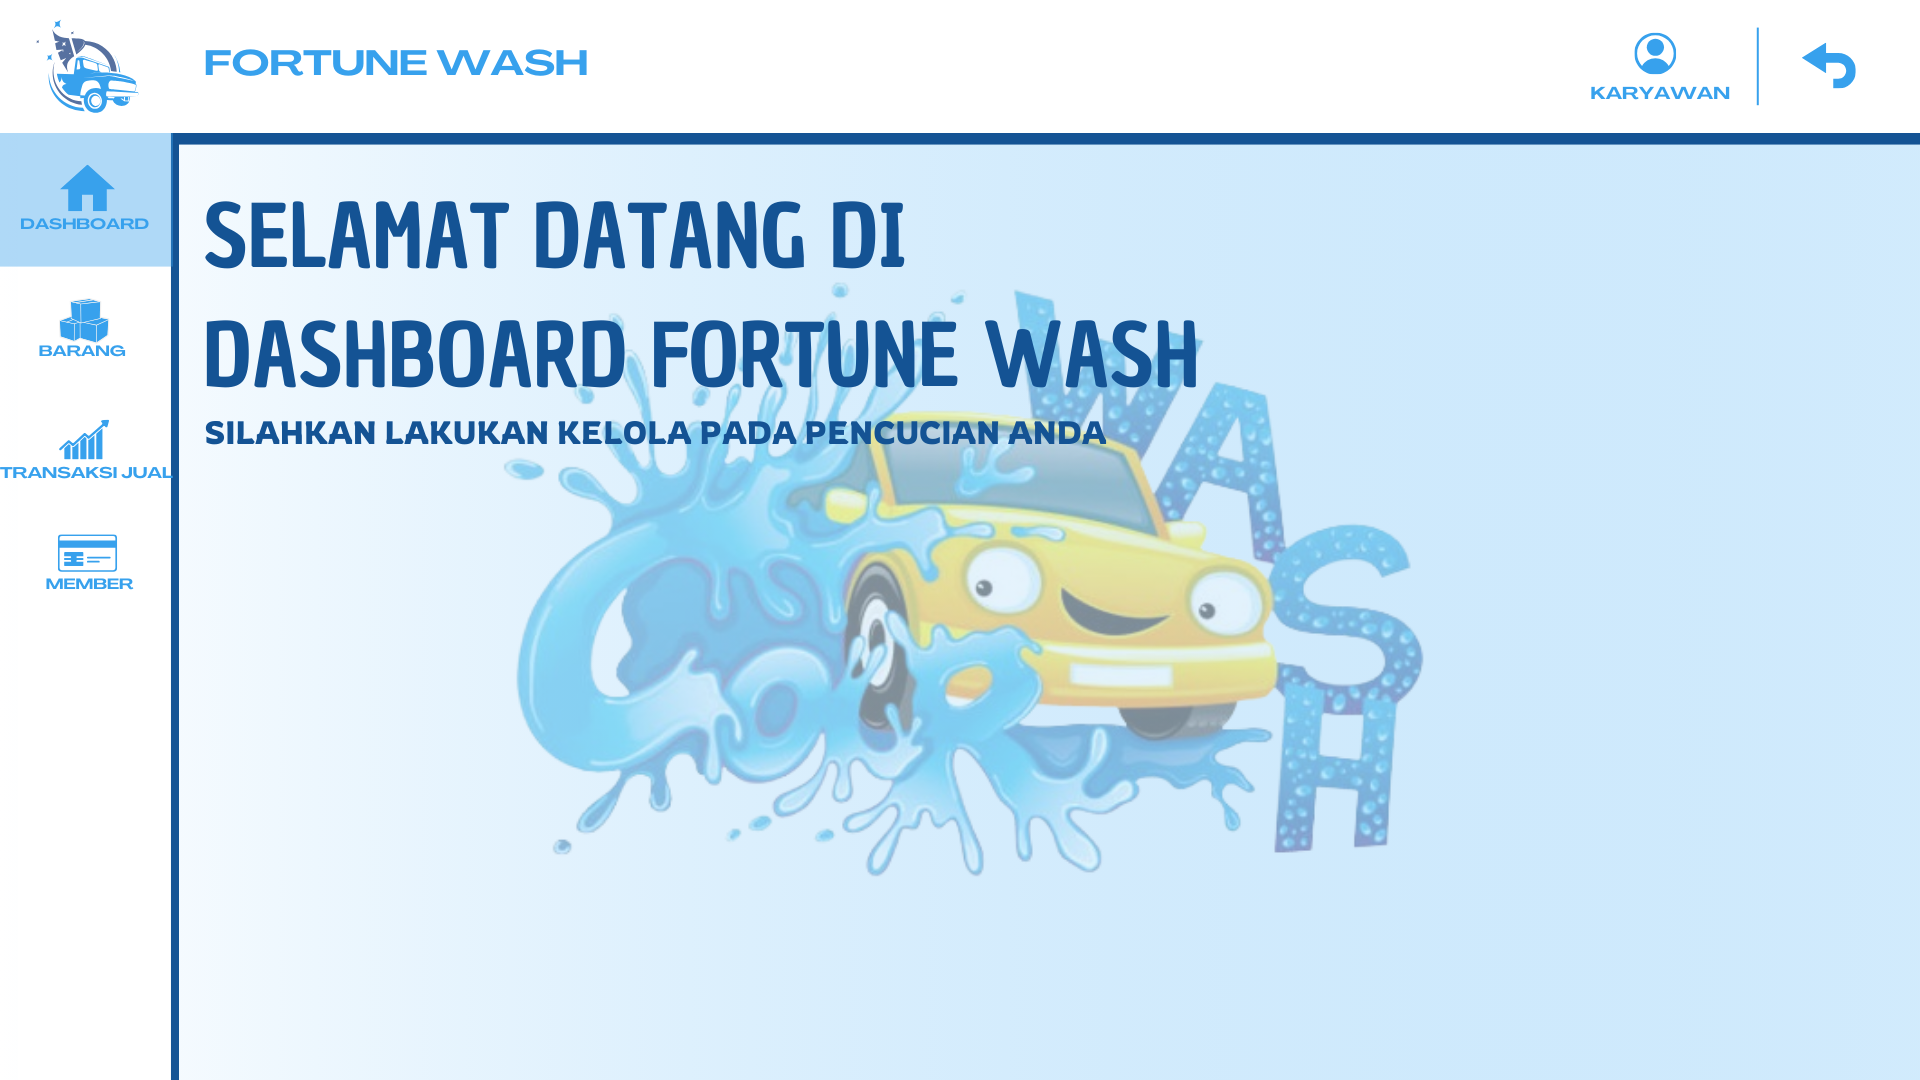 FORTUNE WASH
KARYAWAN
DASHBOARD
BARANG
TRANSAKSI JUAL
MEMBER
SELAMAT DATANG DI
DASHBOARD FORTUNE WASH
SILAHKAN LAKUKAN KELOLA PADA PENCUCIAN ANDA
Car
WASH